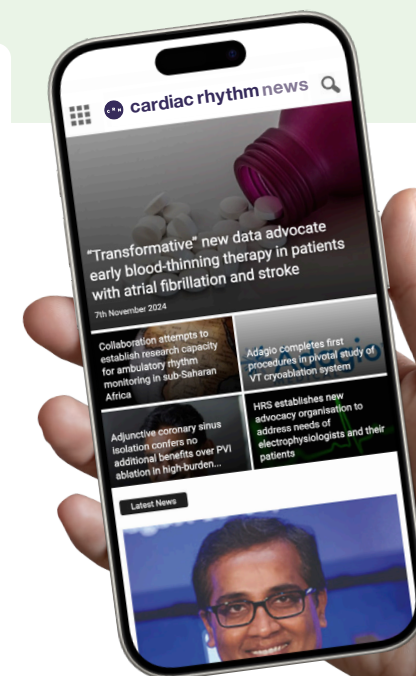 CRN
cardiac rhythm news
"Transformative" new data advocate
early blood-thinning therapy in patients
with atrial fibrillation and stroke
7th November 2024
Collaboration attempts to
establish research capacity
for ambulatory rhythm
monitoring in sub-Saharan
Africa
Adagio completes first
procedures in pivotal study of
VT cryoablation system
Adjunctive coronary sinus
isolation confers no
additional benefits over PVI
ablation in high-burden...
HRS establishes new
advocacy organisation to
address needs of
electrophysiologists and their
patients
Latest News